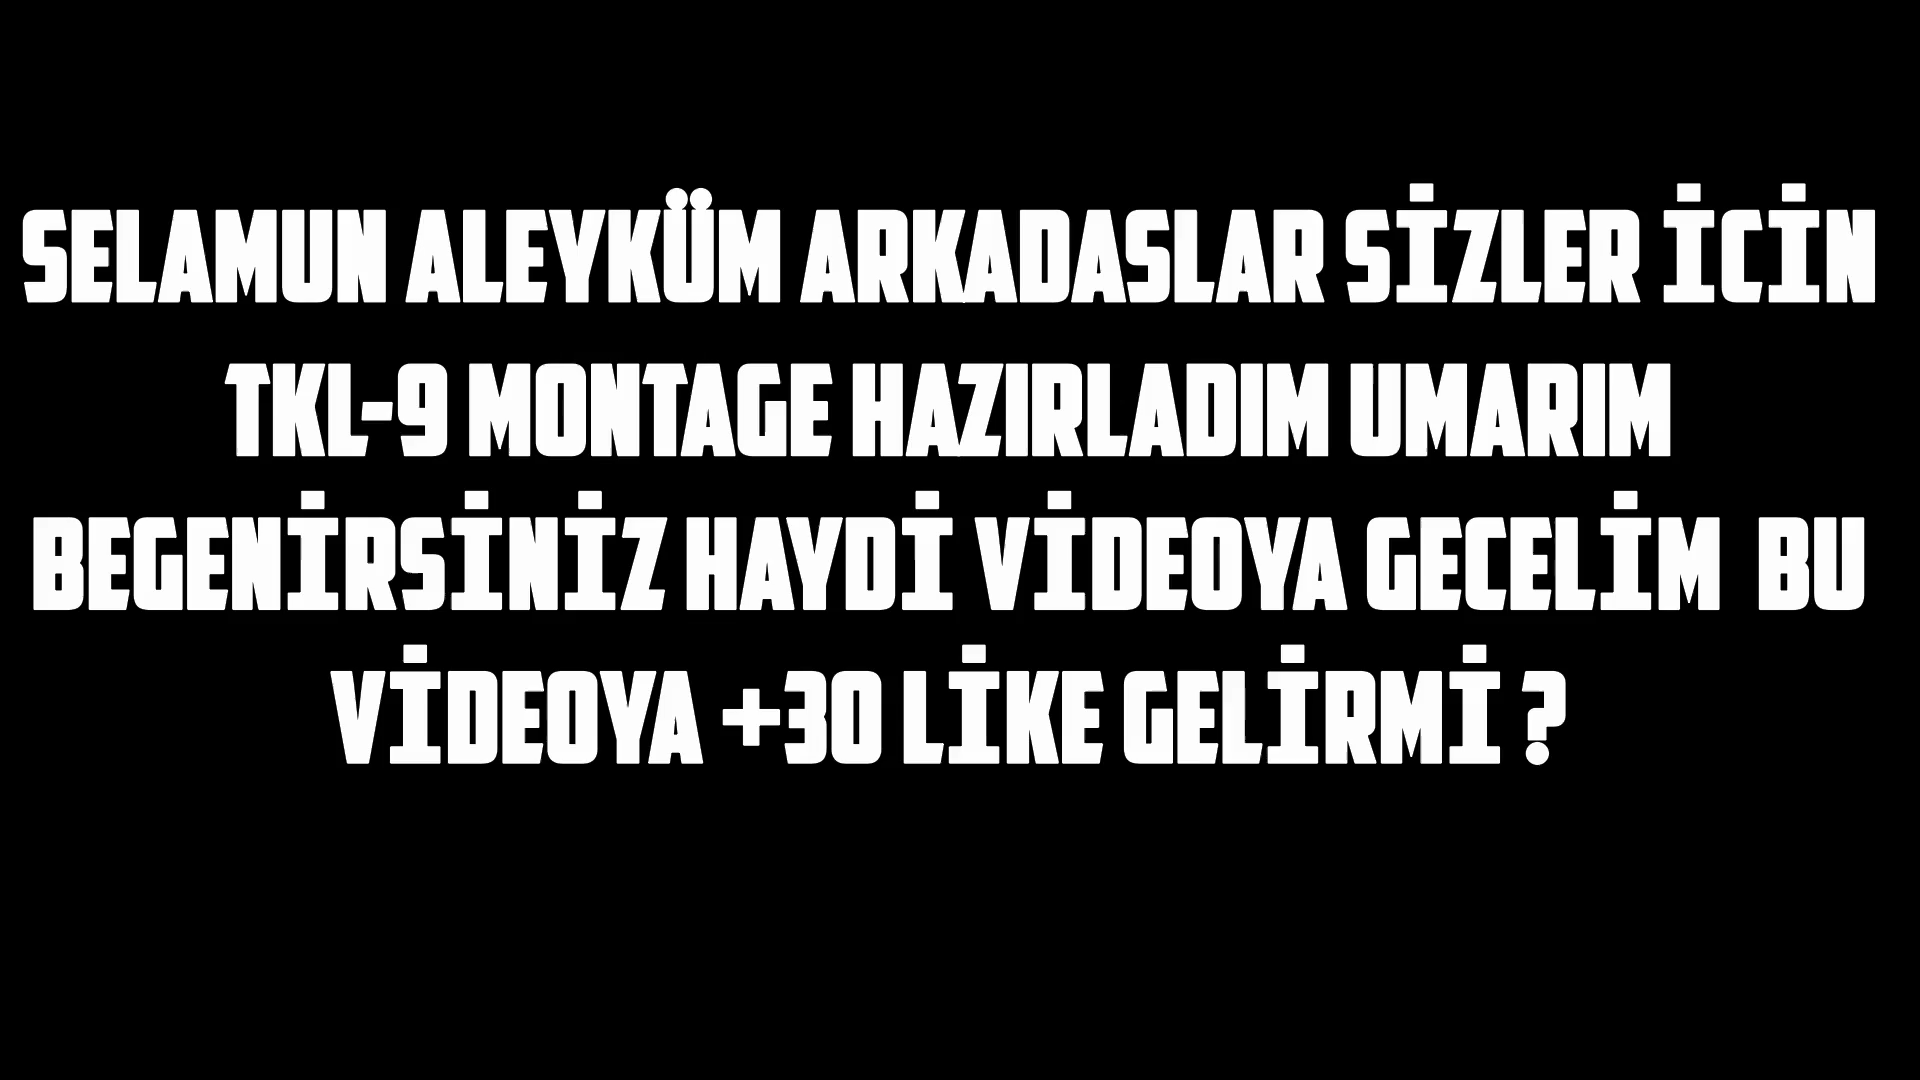 SELAMUN ALEYKÜM ARKADASLAR SİZLER İCİN
TKL-9 MONTAGE HAZIRLADIM UMARIM
BEGENİRSİNİZ HAYDİ VİDEOYA GECELİM BU
VİDEOYA +30 LİKE GELİRMİ ?